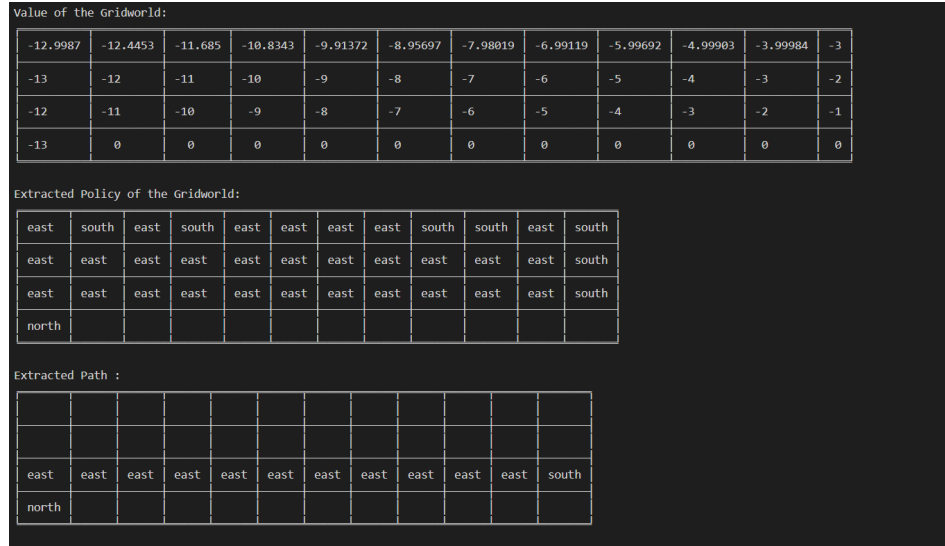 Value of the Gridworld:
-12.9987 -12.4453 -11.685 -10.8343 -9.91372 -8.95697 -7.98019 -6.99119 -5.99692 -4.99903 -3.99984 -3
-13 -12 -11 -10 -9 -8 -7 -6 -5 -4 -3 -2
-12 -11 -10 -9 -8 -7 -6 -5 -4 -3 -2 -1
-13 0 0 0 0 0 0 0 0 0 0 0
Extracted Policy of the Gridworld:
east south east south east east east east south south east south
east east east east east east east east east east east south
east east east east east east east east east east east south
north
Extracted Path :
east east east east east east east east east east east south
north